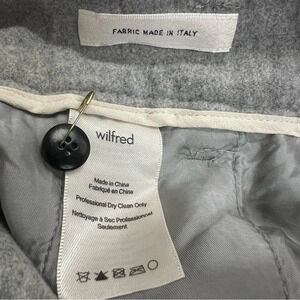 FABRIC MADE IN ITALY
wilfred
Made in China
Fabriqué en Chine
Professional Dry Clean Only
Nettoyage à Sec Professionnel
Seulement